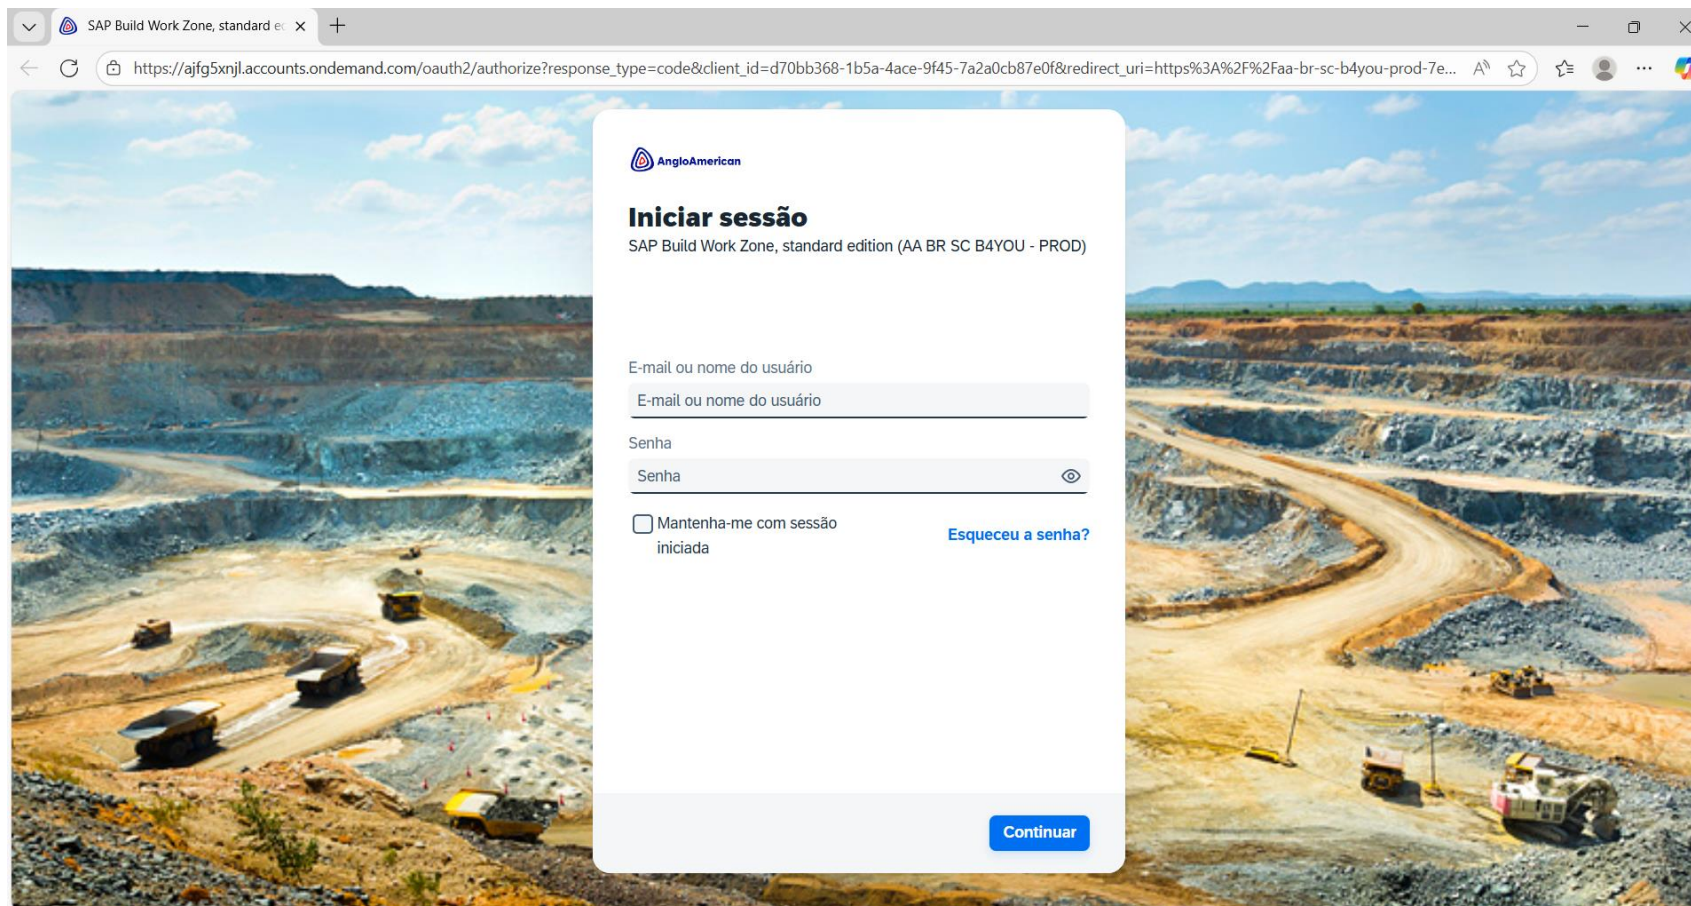 SAP Build Work Zone, standard ec
https://ajfg5xnjl.accounts.ondemand.com/oauth2/authorize?response_type=code&client_id=d70bb368-1b5a-4ace-9f45-7a2a0cb87e0f&redirect_uri=https%3A%2F%2Faa-br-sc-b4you-prod-7e...
AngloAmerican
Iniciar sessão
SAP Build Work Zone, standard edition (AA BR SC B4YOU - PROD)
E-mail ou nome do usuário
E-mail ou nome do usuário
Senha
Senha
Mantenha-me com sessão
iniciada
Esqueceu a senha?
Continuar